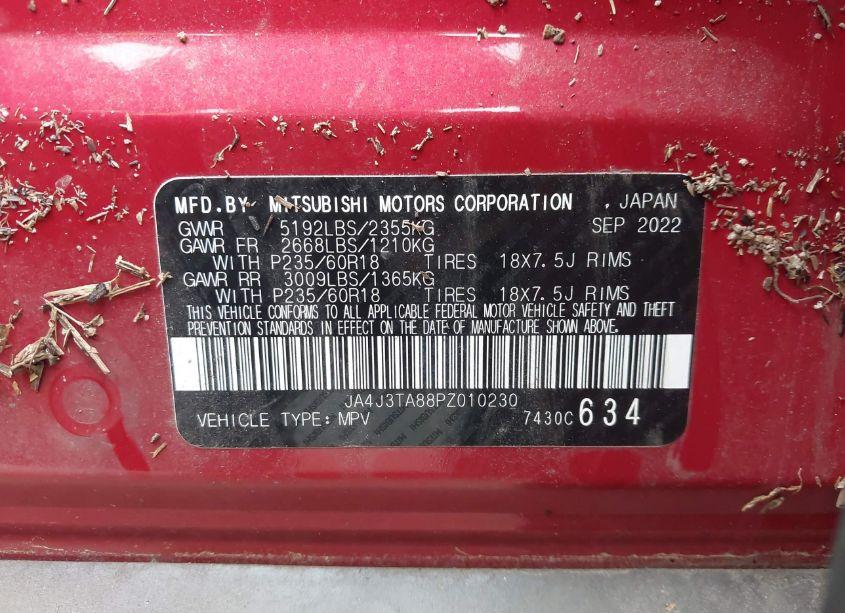 MFD.BY MITSUBISHI MOTORS CORPORATION , JAPAN
GVWR 5192LBS/2355KG SEP 2022
GAWR FR 2668LBS/1210KG
WITH P235/60R18 TIRES 18X7.5J RIMS
GAWR RR 3009LBS/1365KG
WITH P235/60R18 TIRES 18X7.5J RIMS
THIS VEHICLE CONFORMS TO ALL APPLICABLE FEDERAL MOTOR VEHICLE SAFETY AND THEFT
PREVENTION STANDARDS IN EFFECT ON THE DATE OF MANUFACTURE SHOWN ABOVE.
JA4J3TA88PZ010230
VEHICLE TYPE: MPV 7430C 634